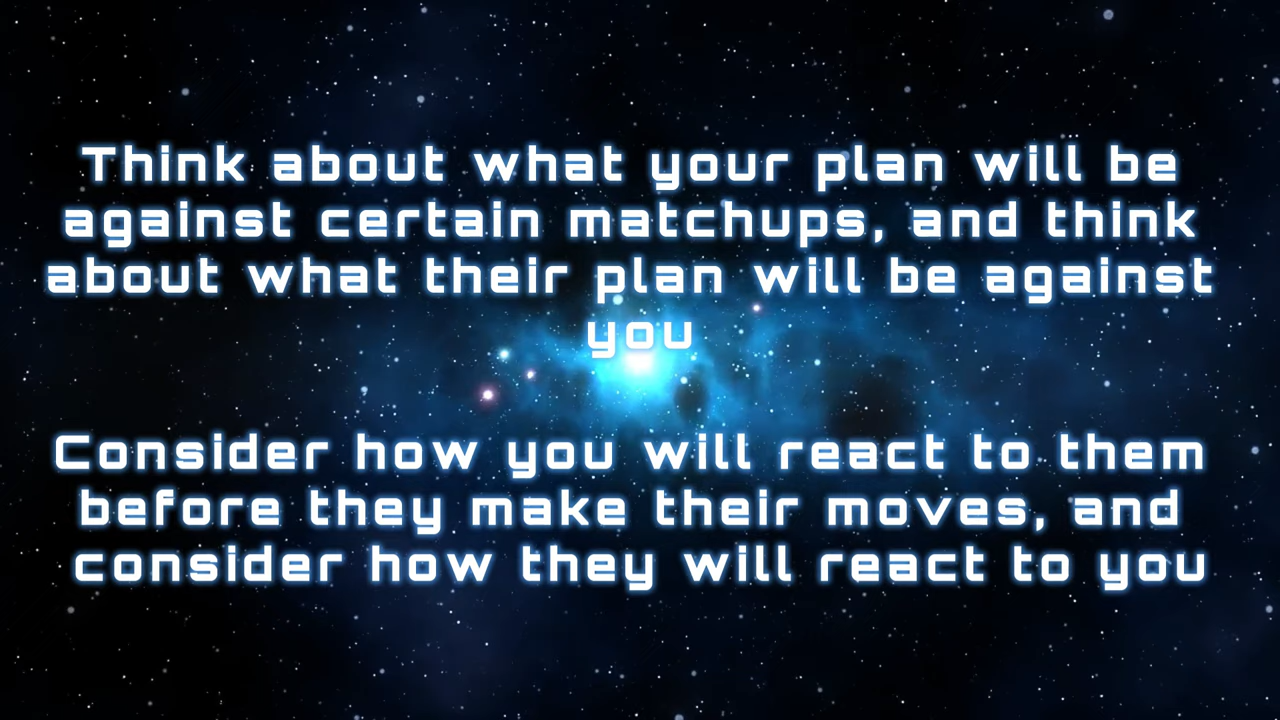 Think about what your plan will be
against certain matchups, and think
about what their plan will be against
you
Consider how you will react to them
before they make their moves, and
consider how they will react to you